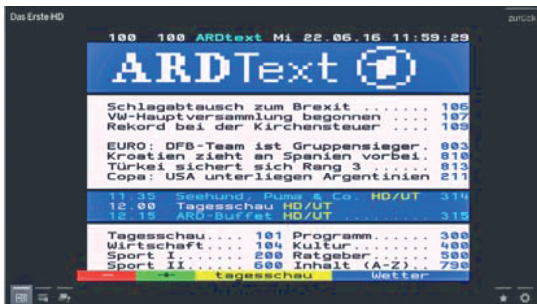 Das Erste HD
zurück
100 100 ARDtext Mi 22.06.16 11:59:29
ARDText 1
Schlagabtausch zum Brexit ....... 106
VW-Hauptversammlung begonnen .... 107
Rekord bei der Kirchensteuer .... 109
EURO: DFB-Team ist Gruppensieger. 803
Kroatien zieht an Spanien vorbei. 810
Türkei sichert sich Rang 3 ...... 813
Copa: USA unterliegen Argentinien 211
11.35 Seehund, Puma & Co. HD/UT 314
12.00 Tagesschau HD/UT
12.15 ARD-Buffet HD/UT ..... 315
Tagesschau.... 101 Programm..... 300
Wirtschaft.... 104 Kultur....... 400
Sport I....... 200 Ratgeber..... 500
Sport II...... 600 Inhalt (A-Z).. 790
- + tagesschau Wetter